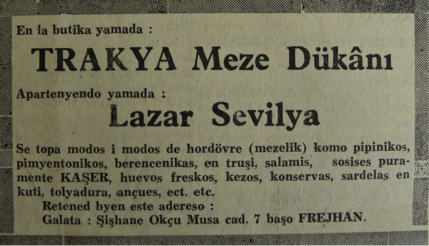 En la butika yamada :
TRAKYA Meze Dükânı
Apartenyendo yamada :
Lazar Sevilya
Se topa modos i modos de hordövre (mezelik) komo pipinikos,
pimyentonikos, berencenikas, en truşi, salamis, sosises pura-
mente KAŞER, huevos freskos, kezos, konservas, sardelas en
kuti, tolyadura, ançues, ect. etc.
Retened byen este adereso :
Galata : Şişhane Okçu Musa cad. 7 başo FREJHAN.